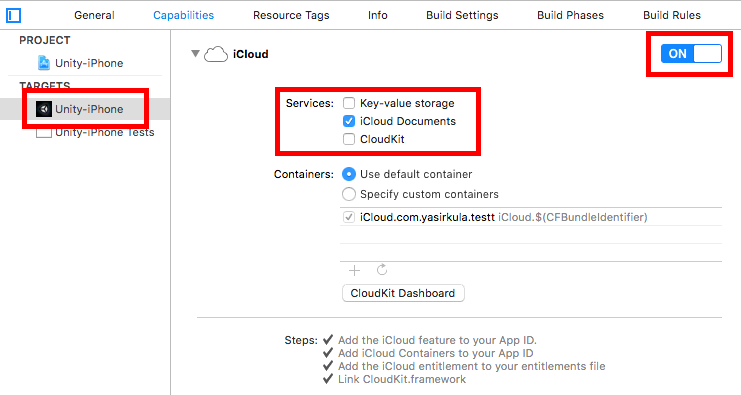 General Capabilities Resource Tags Info Build Settings Build Phases Build Rules
PROJECT
Unity-iPhone
TARGETS
Unity-iPhone
Unity-iPhone Tests
iCloud
ON
Services: Key-value storage
iCloud Documents
CloudKit
Containers: Use default container
Specify custom containers
iCloud.com.yasirkula.testt iCloud.$(CFBundleIdentifier)
CloudKit Dashboard
Steps: ✔ Add the iCloud feature to your App ID.
✔ Add iCloud Containers to your App ID
✔ Add the iCloud entitlement to your entitlements file
✔ Link CloudKit.framework